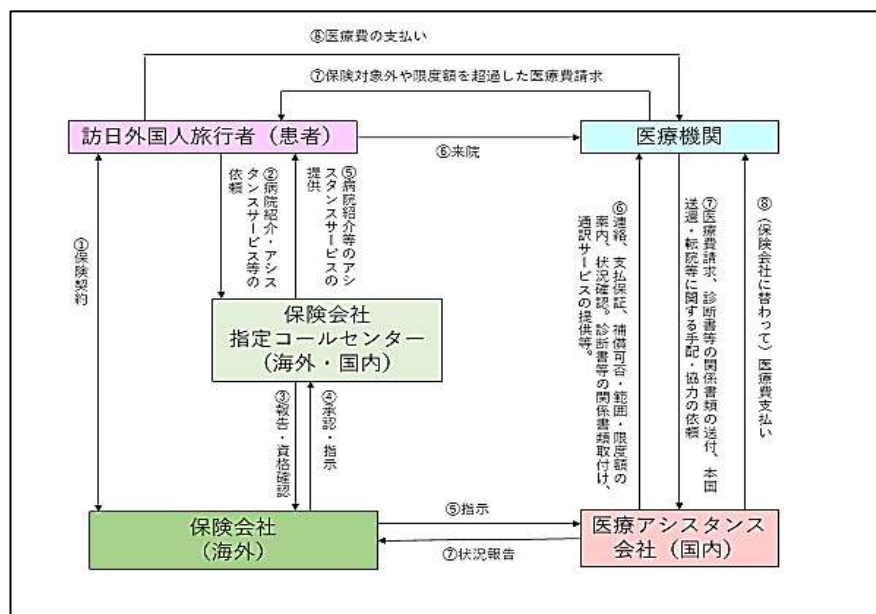 ⑧医療費の支払い
⑦保険対象外や限度額を超過した医療費請求
訪日外国人旅行者（患者）
⑥来院
医療機関
①保険契約
②病院紹介・アシス
タンスサービス等の
依頼
⑤病院紹介等のアシ
スタンスサービスの
提供
⑥連絡、支払保証、補償可否・範囲・限度額の
案内、状況確認。診断書等の関係書類取付け、
通訳サービスの提供等。
⑦医療費請求、診断書等の関係書類の送付、本国
送還・転院等に関する手配・協力の依頼
⑧（保険会社に替わって）医療費支払い
保険会社
指定コールセンター
（海外・国内）
③報告・資格確認
④承認・指示
保険会社
（海外）
⑤指示
⑦状況報告
医療アシスタンス
会社（国内）